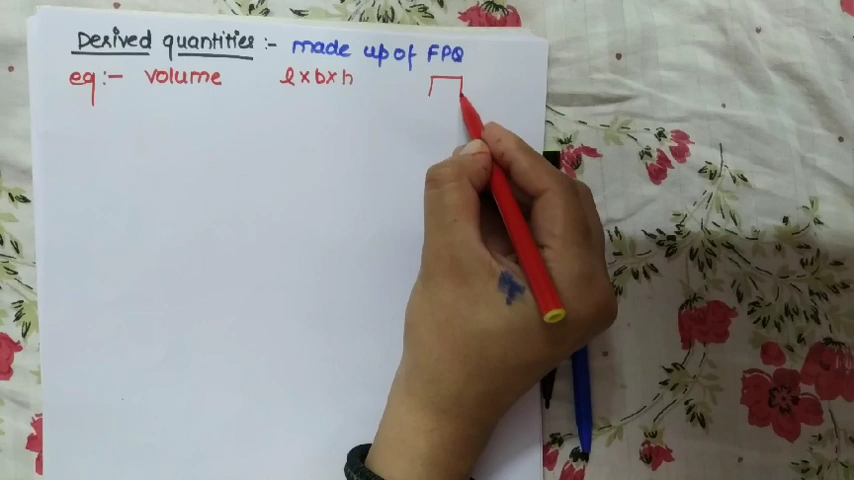 Derived quantities :- made up of FPQ
eg :- volume l×b×h